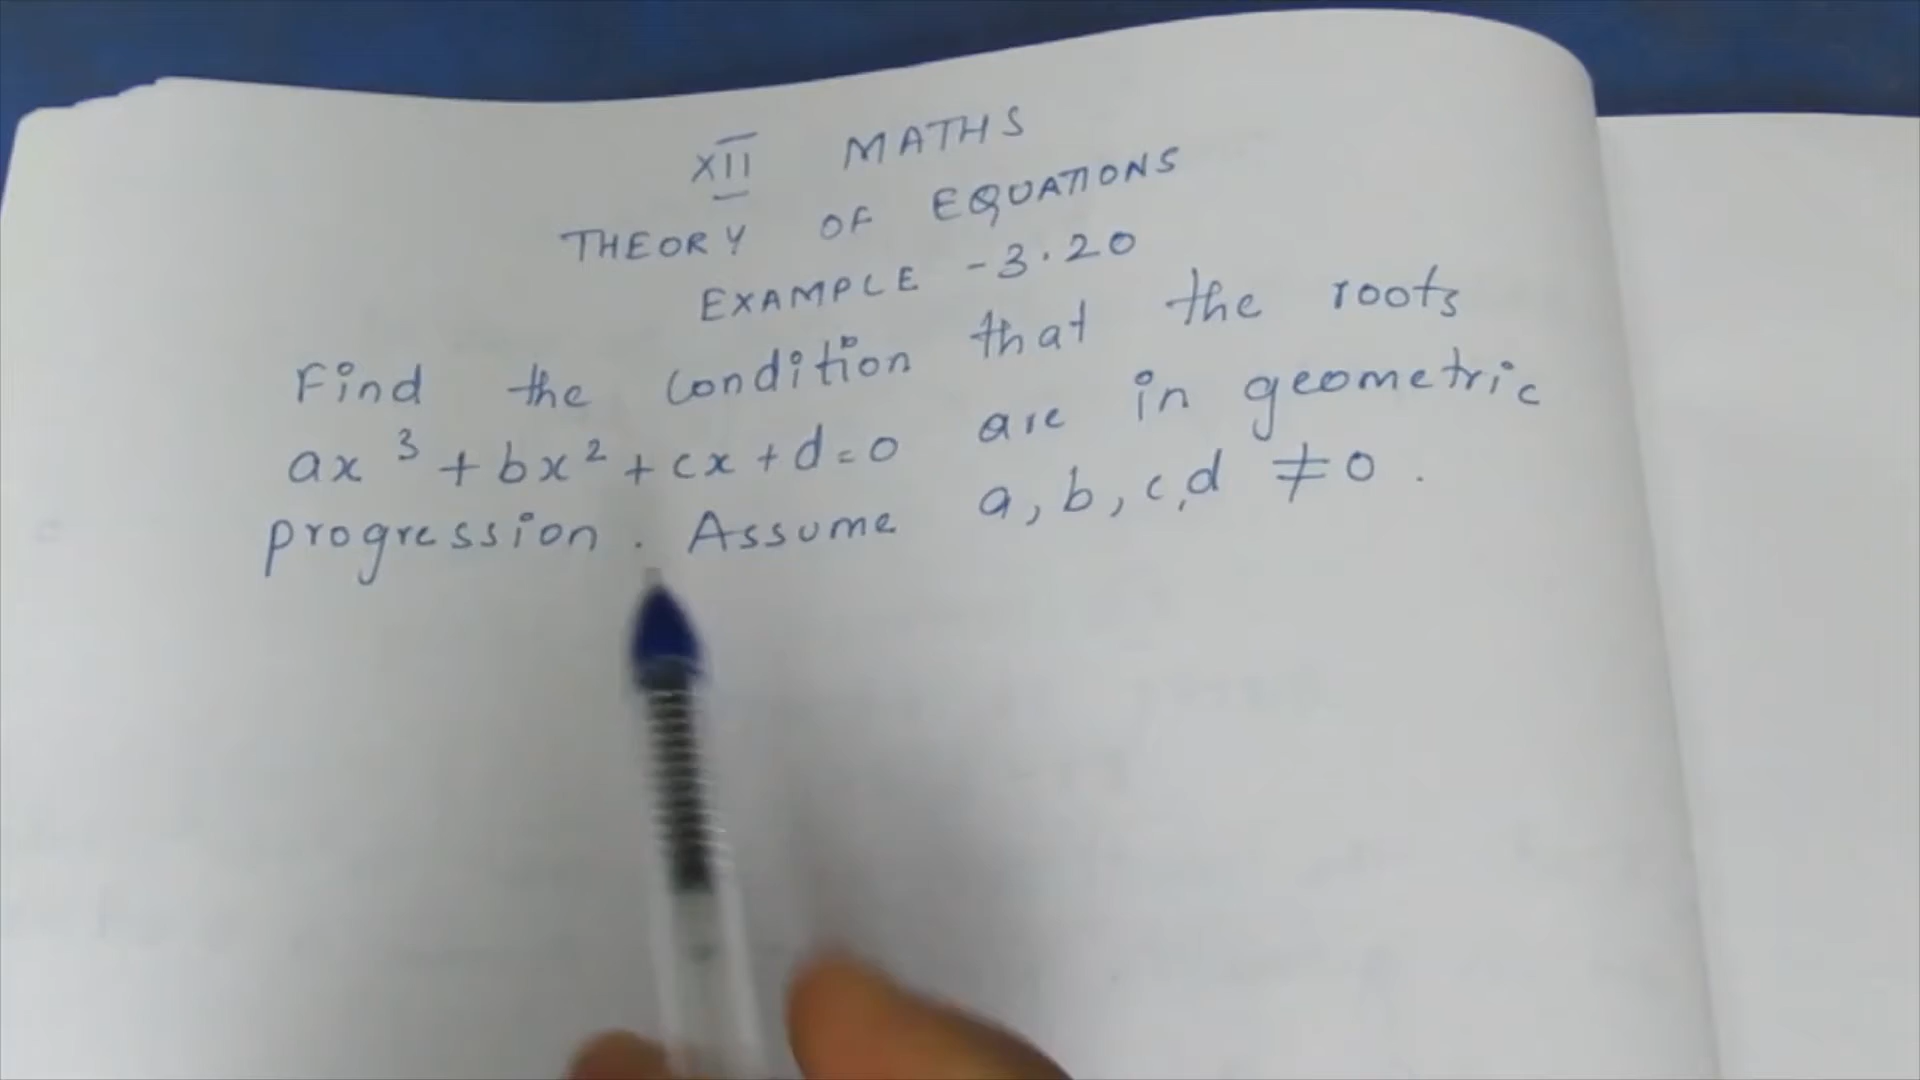 XII MATHS
THEORY OF EQUATIONS
EXAMPLE - 3.20
Find the condition that the roots
ax³ + bx² + cx + d = 0 are in geometric
progression. Assume a, b, c, d ≠ 0.